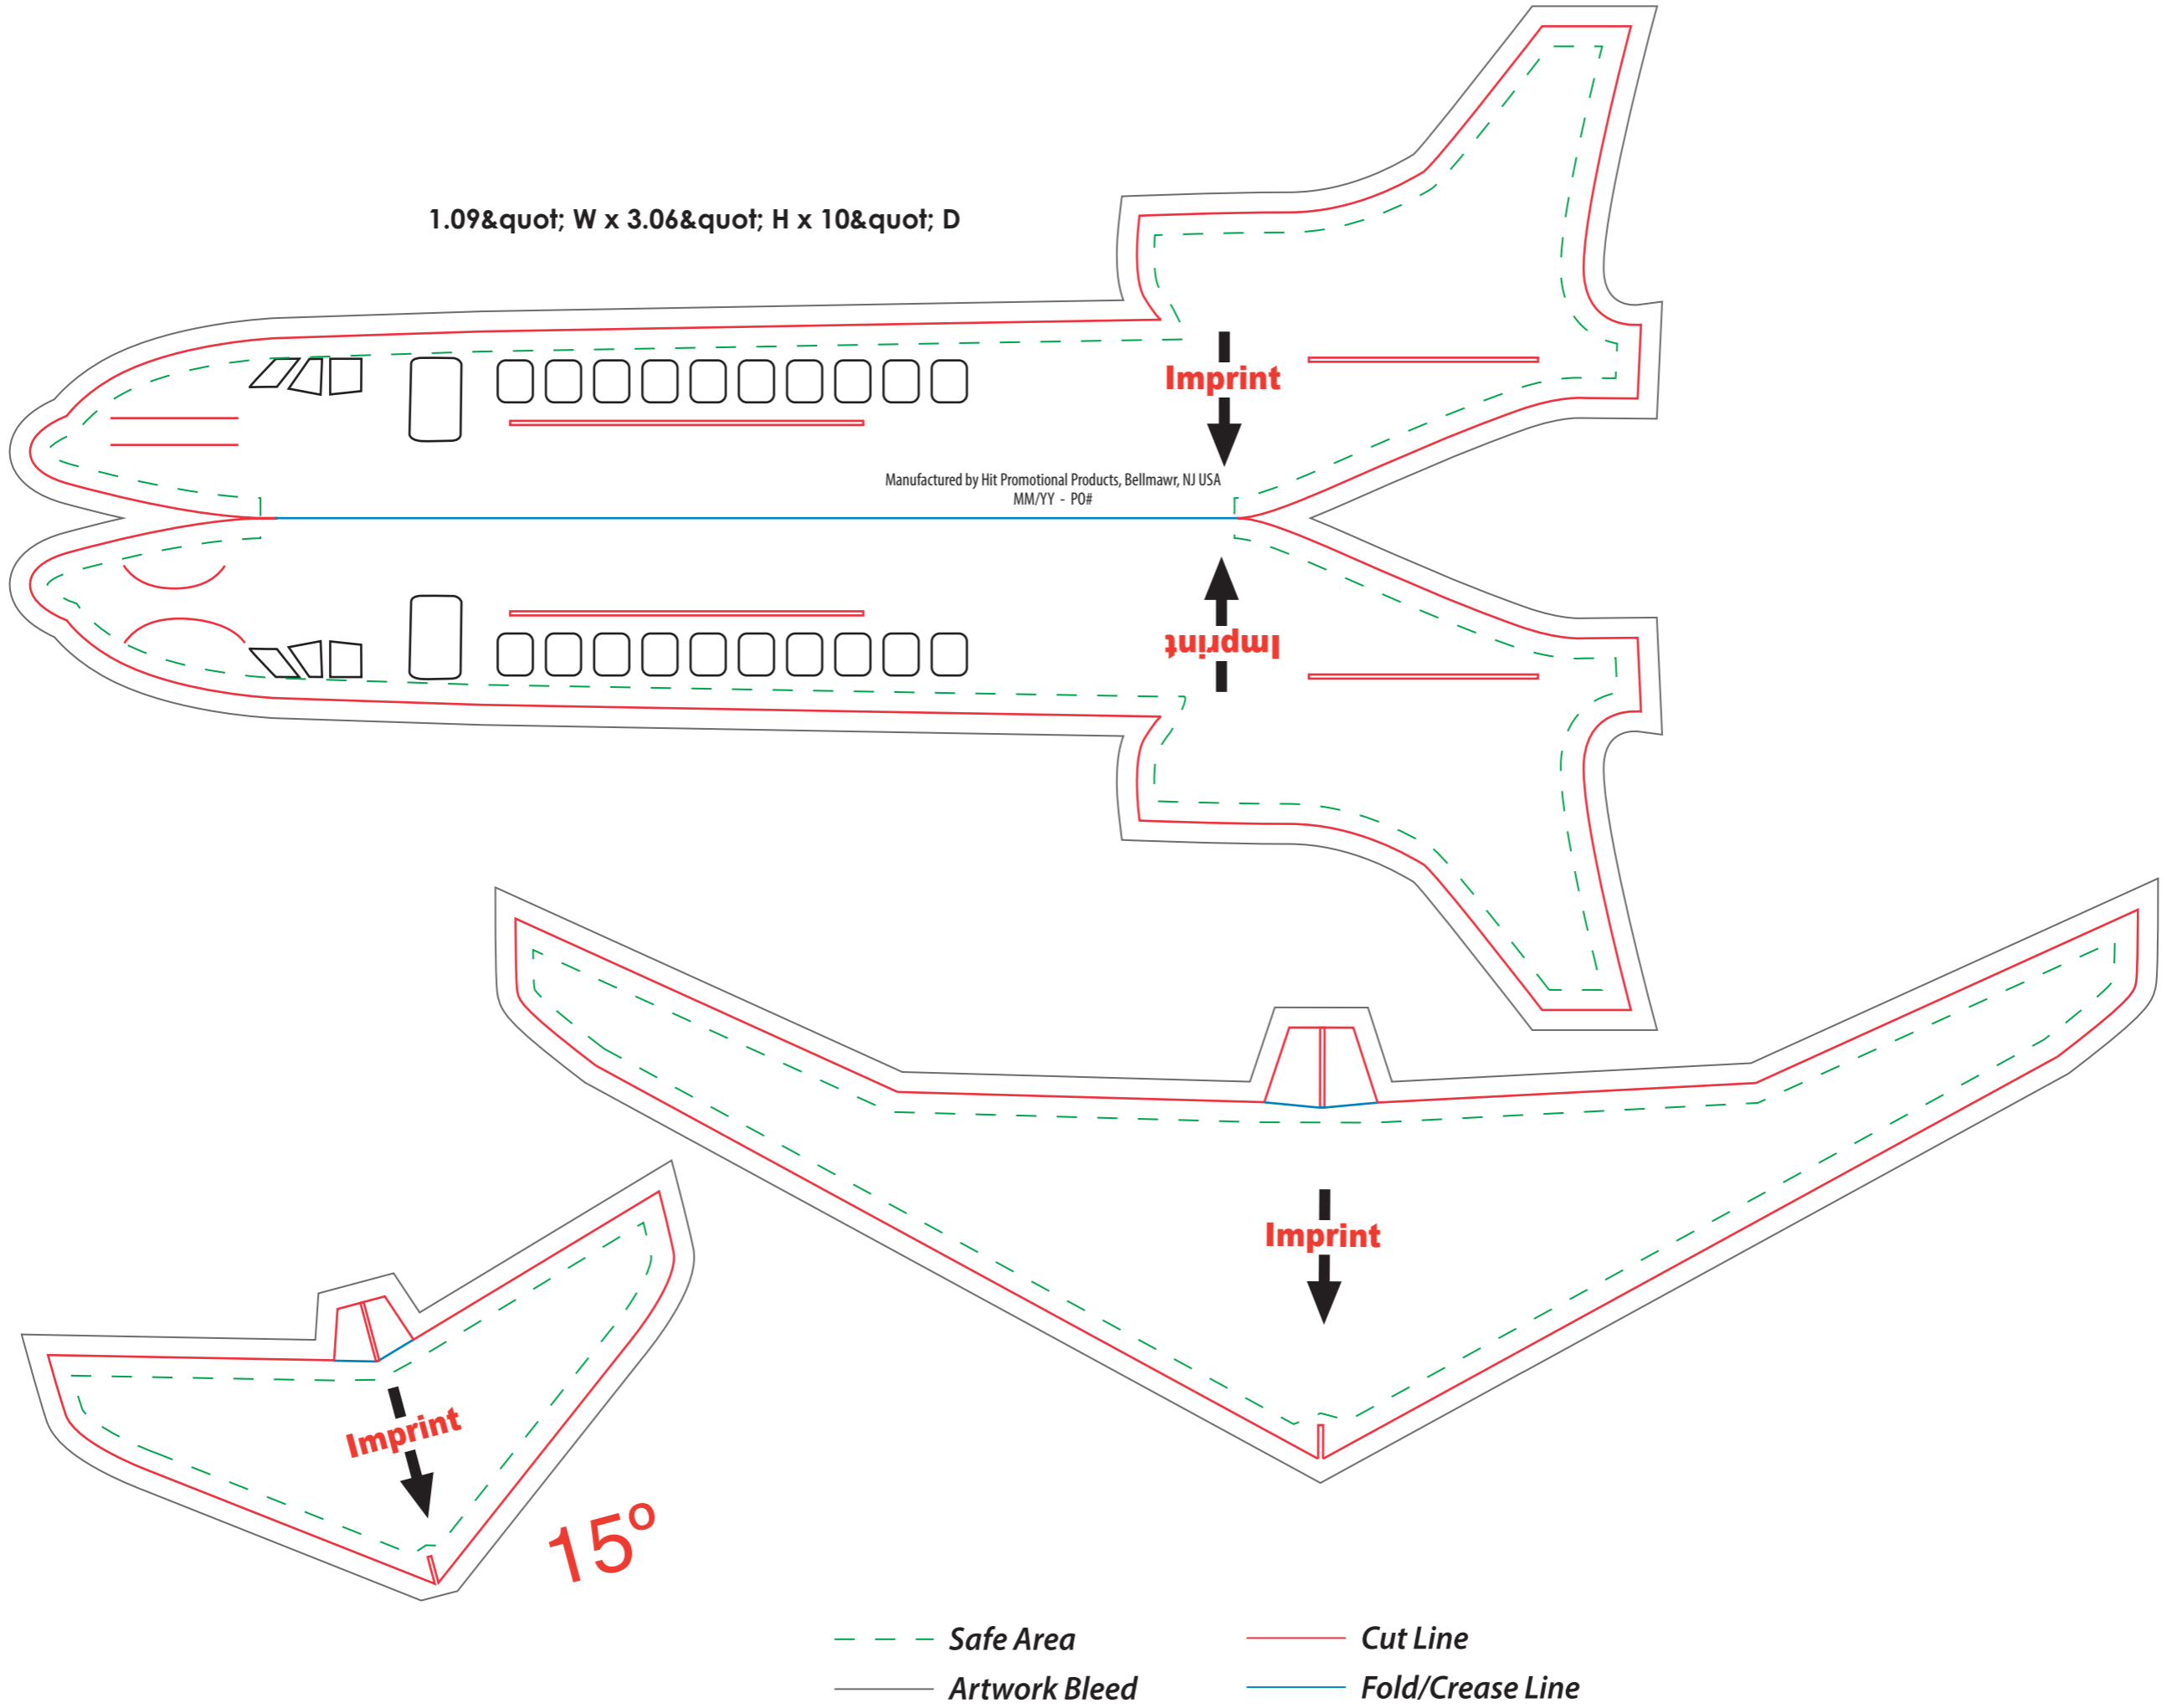 1.09&quot; W x 3.06&quot; H x 10&quot; D
Imprint
Manufactured by Hit Promotional Products, Bellmawr, NJ USA
MM/YY - PO#
Imprint
Imprint
Imprint
15°
Safe Area
Cut Line
Artwork Bleed
Fold/Crease Line